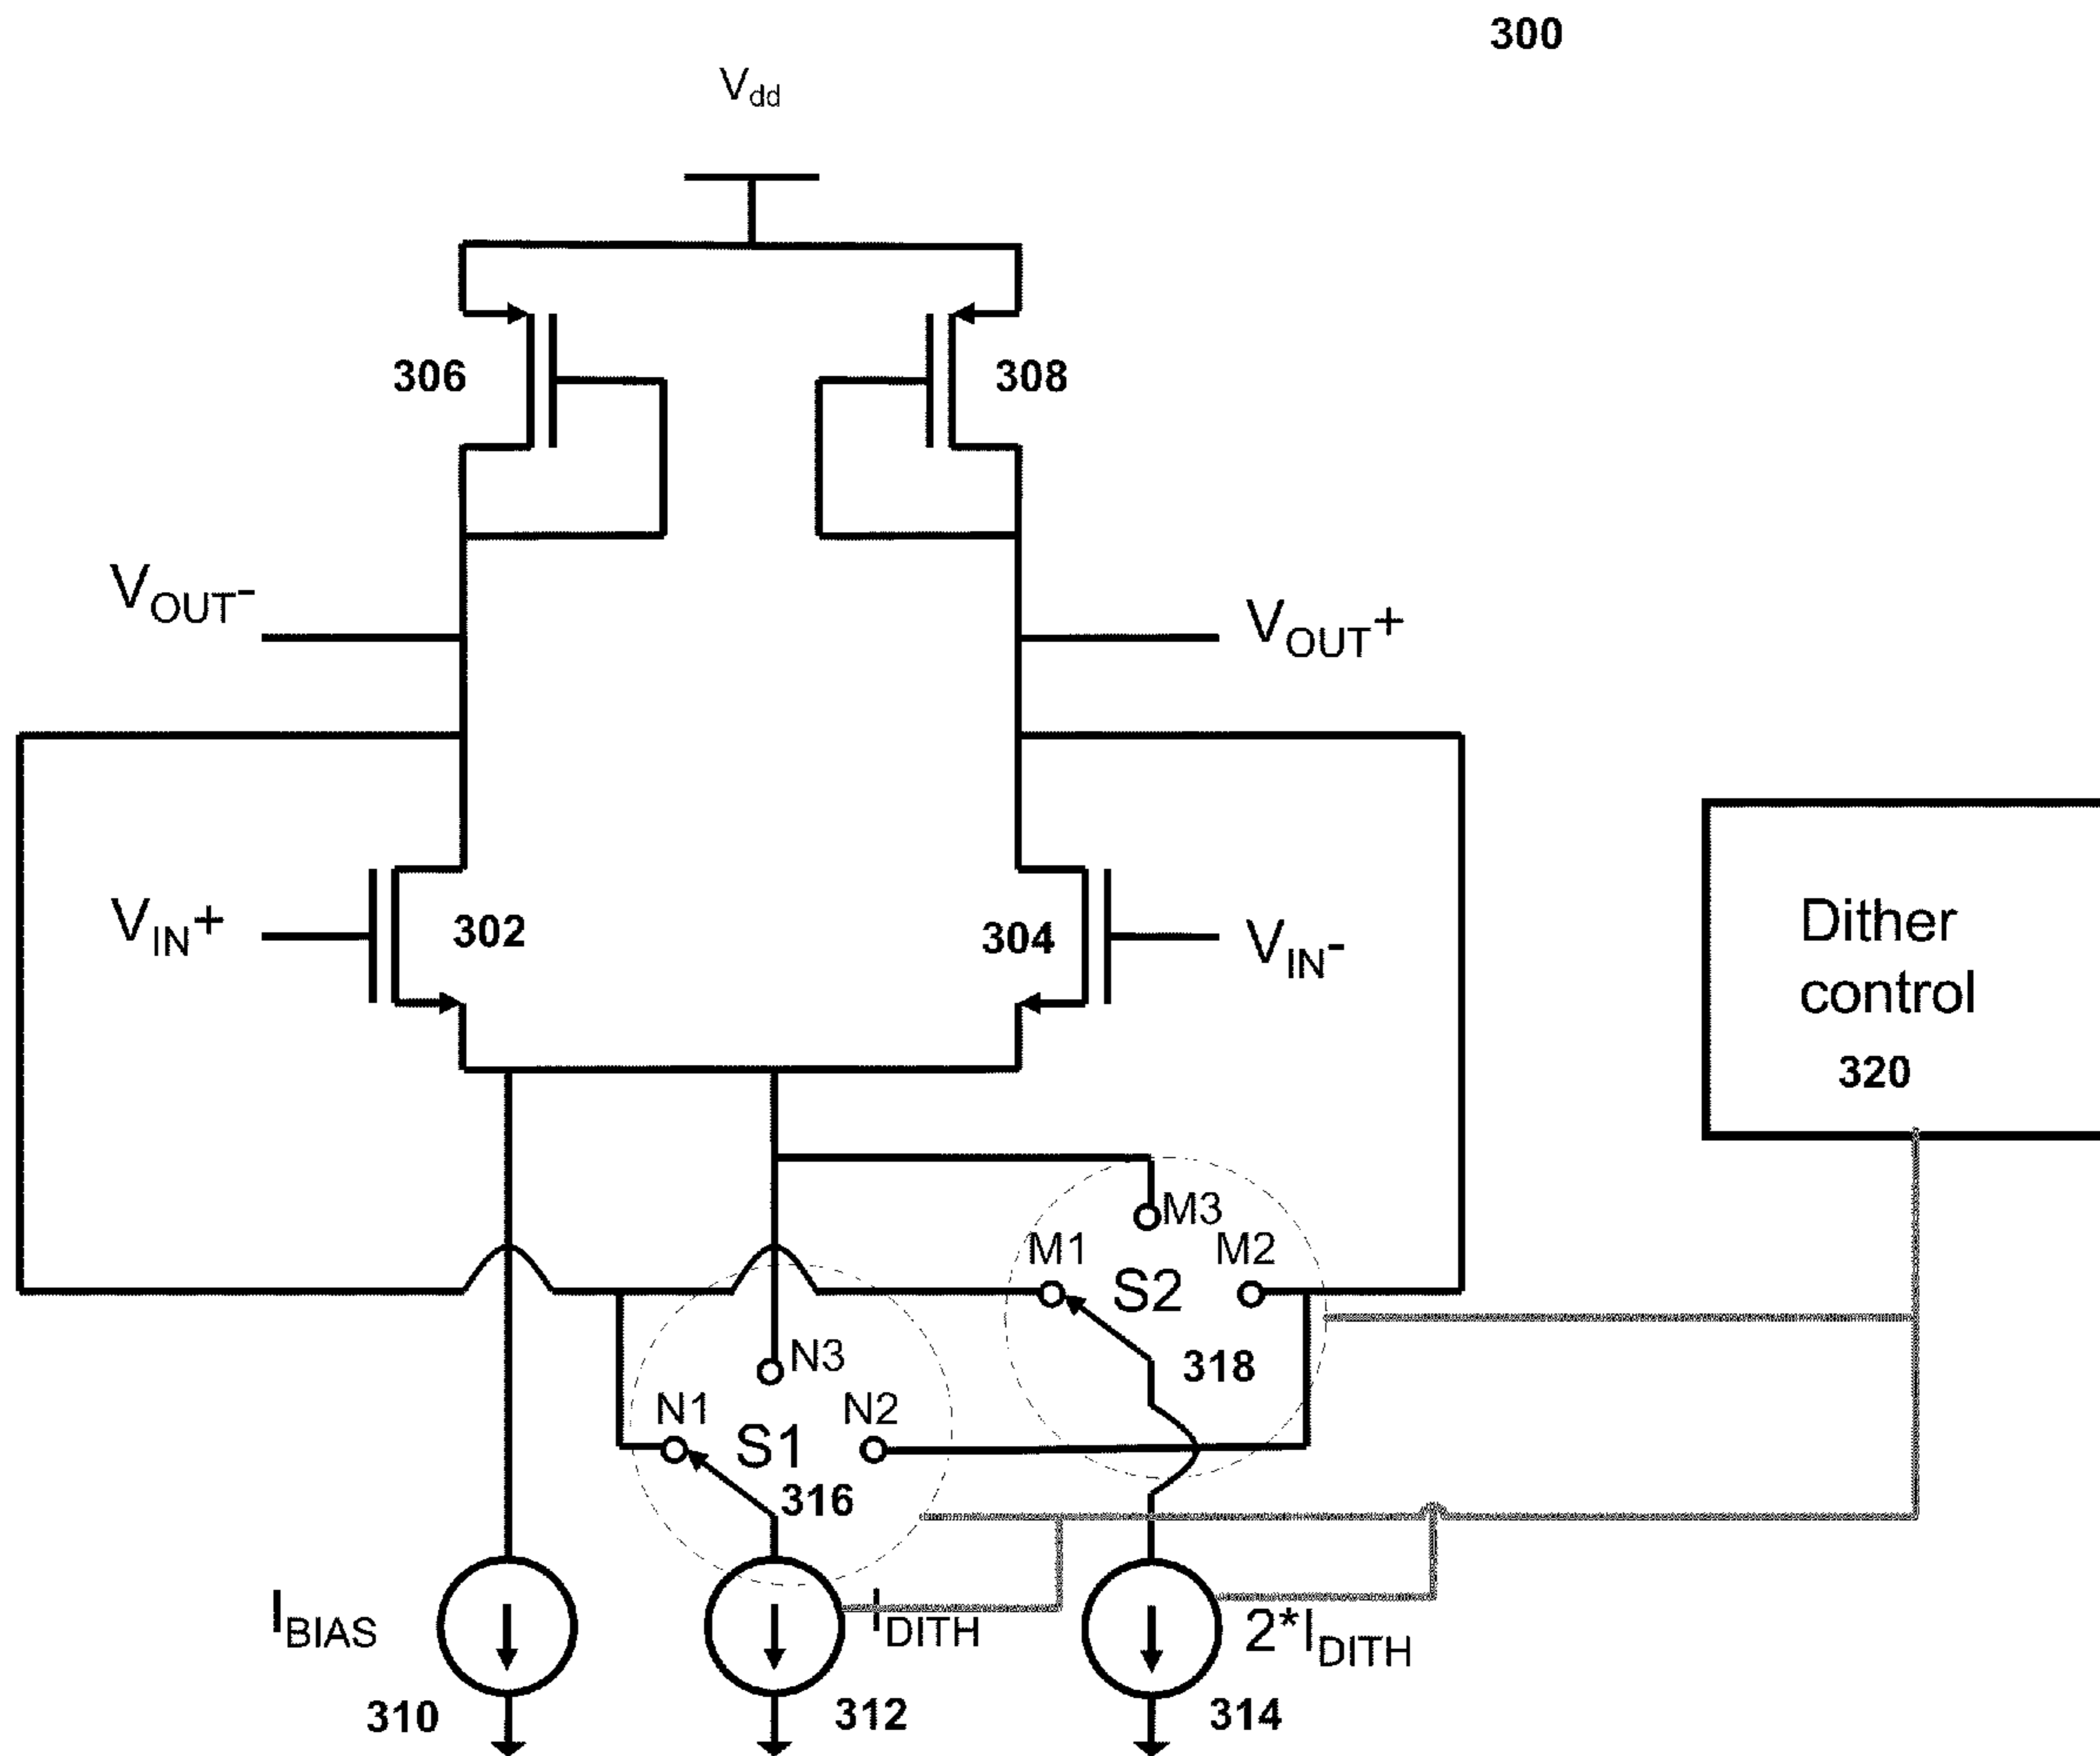 300
Vdd
306
308
VOUT-
VOUT+
VIN+
302
304
VIN-
Dither
control
320
M3
M1
M2
S2
N3
318
N1
N2
S1
316
IBIAS
IDITH
2*IDITH
310
312
314